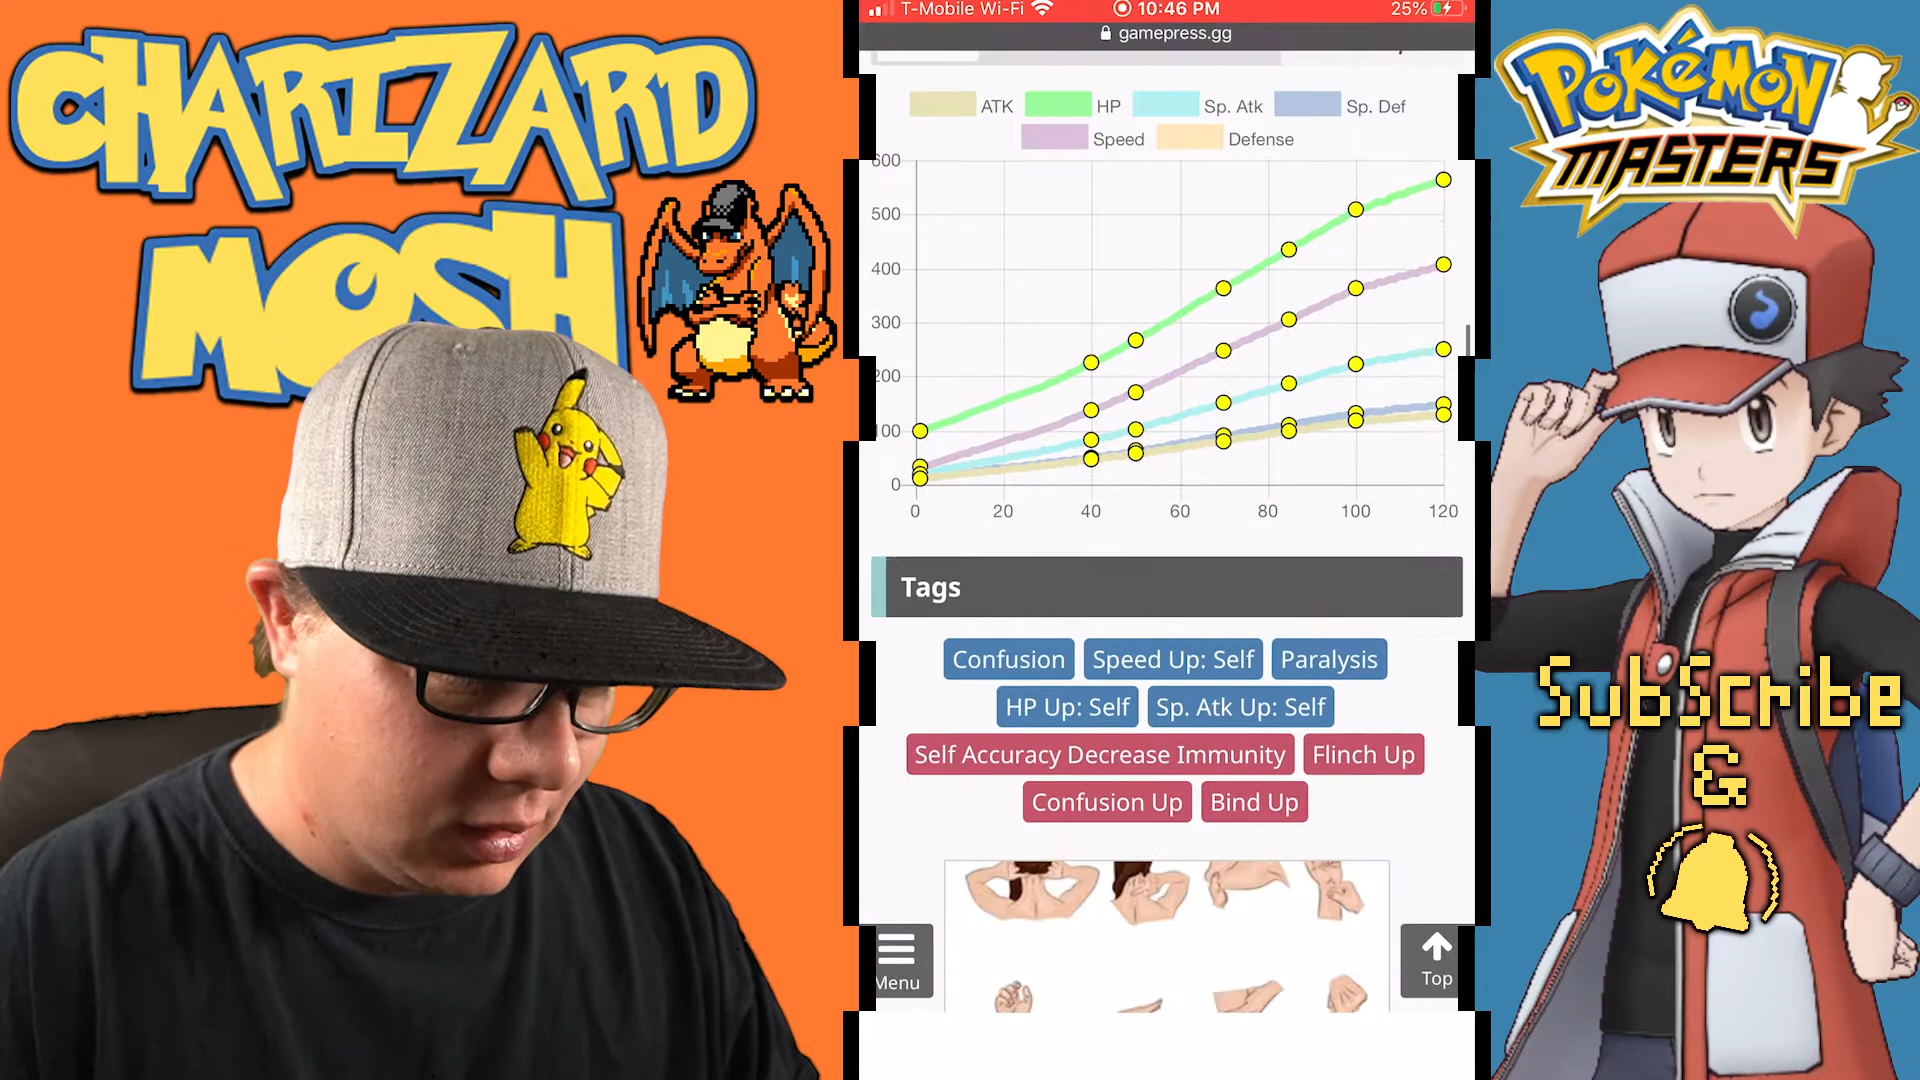 CHARIZARD
MOSH
T-Mobile Wi-Fi 10:46 PM 25%
gamepress.gg
ATK HP Sp. Atk Sp. Def
Speed Defense
600
500
400
300
200
100
0
0 20 40 60 80 100 120
Tags
Confusion Speed Up: Self Paralysis
HP Up: Self Sp. Atk Up: Self
Self Accuracy Decrease Immunity Flinch Up
Confusion Up Bind Up
Menu
Top
POKéMON
MASTERS
SubScribe
&